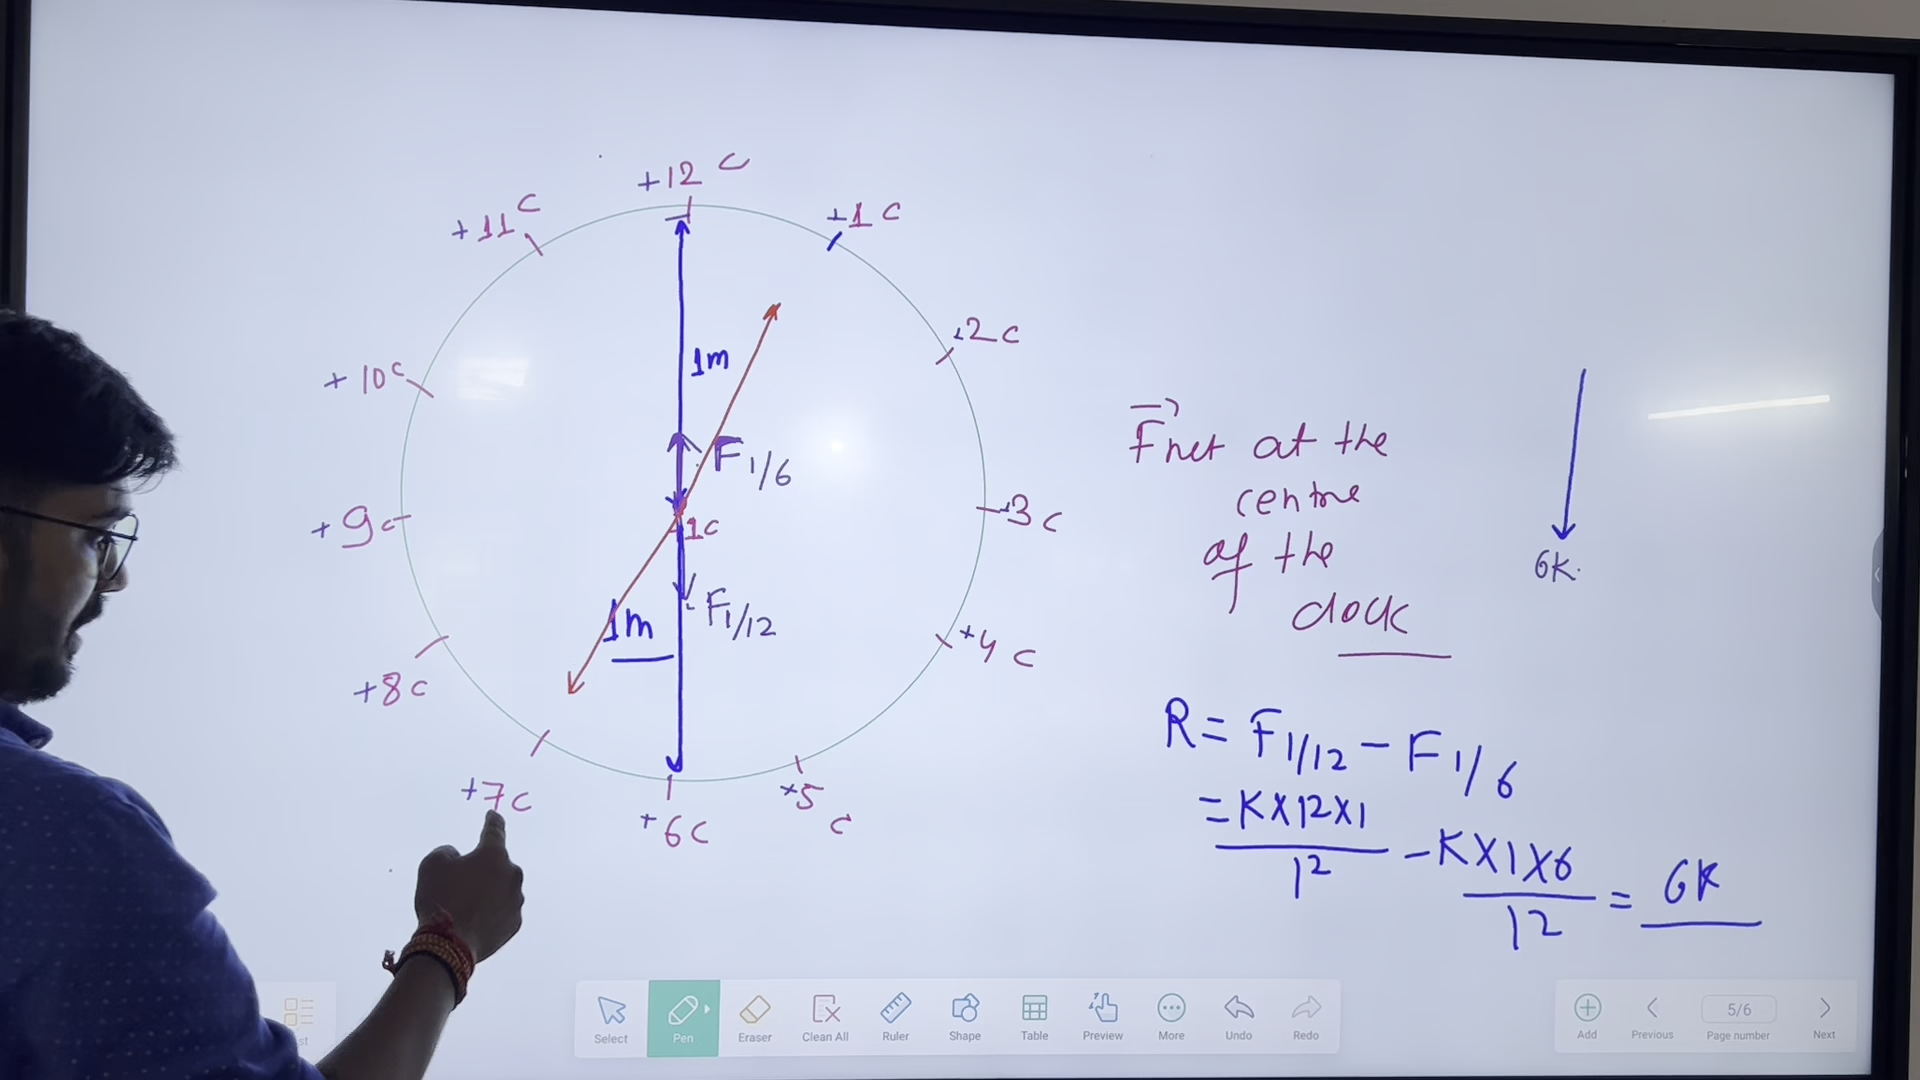 +12 C
+11 C
+1 C
+2 C
+10 C
1m
F 1/6
+9 C
1C
+3 C
F1/12
1m
+8 C
+4 C
+7 C
+6 C
+5 C
Fnet at the
centre
of the
clock
6K.
R = F1/12 - F1/6
= K X 12 X 1 / 1² - K X 1 X 6 / 1² = 6K
Select
Pen
Eraser
Clean All
Ruler
Shape
Table
Preview
More
Undo
Redo
Add
Previous
5/6
Page number
Next